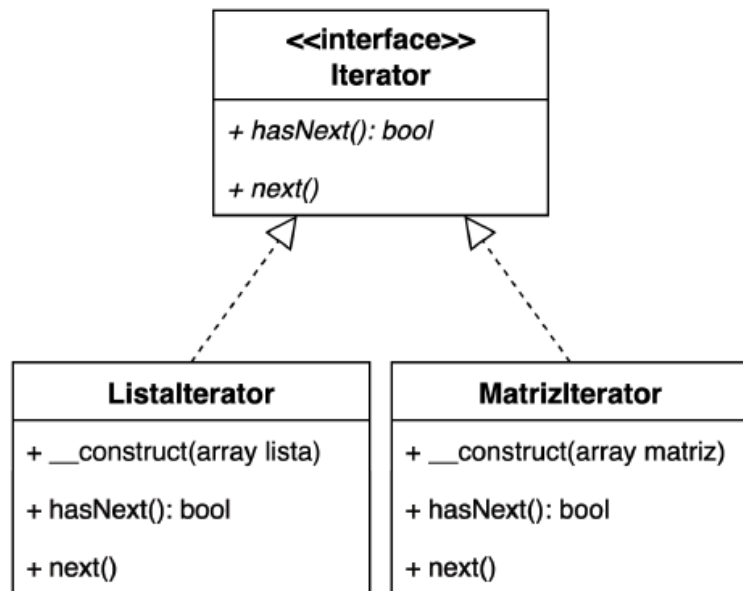 <<interface>>
Iterator
+ hasNext(): bool
+ next()
ListaIterator
+ __construct(array lista)
+ hasNext(): bool
+ next()
MatrizIterator
+ __construct(array matriz)
+ hasNext(): bool
+ next()